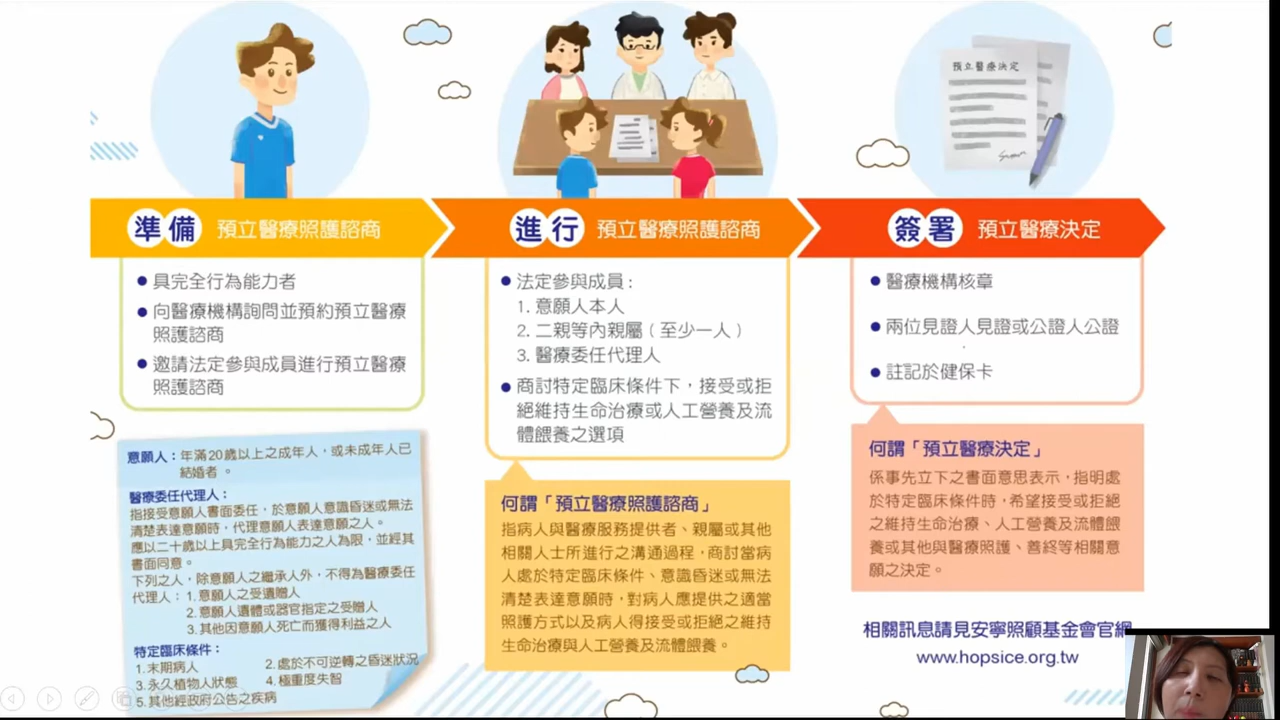 預立醫療決定
準備 預立醫療照護諮商
● 具完全行為能力者
● 向醫療機構詢問並預約預立醫療
照護諮商
● 邀請法定參與成員進行預立醫療
照護諮商
意願人：年滿20歲以上之成年人，或未成年人已
結婚者。
醫療委任代理人：
指接受意願人書面委任，於意願人意識昏迷或無法
清楚表達意願時，代理意願人表達意願之人。
應以二十歲以上具完全行為能力之人為限，並經其
書面同意。
下列之人，除意願人之繼承人外，不得為醫療委任
代理人：1.意願人之受遺贈人
2.意願人遺體或器官指定之受贈人
3.其他因意願人死亡而獲得利益之人
特定臨床條件：
1.末期病人 2.處於不可逆轉之昏迷狀況
3.永久植物人狀態 4.極重度失智
5.其他經政府公告之疾病
進行 預立醫療照護諮商
● 法定參與成員：
1. 意願人本人
2. 二親等內親屬（至少一人）
3. 醫療委任代理人
● 商討特定臨床條件下，接受或拒
絕維持生命治療或人工營養及流
體餵養之選項
何謂「預立醫療照護諮商」
指病人與醫療服務提供者、親屬或其他
相關人士所進行之溝通過程，商討當病
人處於特定臨床條件、意識昏迷或無法
清楚表達意願時，對病人應提供之適當
照護方式以及病人得接受或拒絕之維持
生命治療與人工營養及流體餵養。
簽署 預立醫療決定
● 醫療機構核章
● 兩位見證人見證或公證人公證
● 註記於健保卡
何謂「預立醫療決定」
係事先立下之書面意思表示，指明處
於特定臨床條件時，希望接受或拒絕
之維持生命治療、人工營養及流體餵
養或其他與醫療照護、善終等相關意
願之決定。
相關訊息請見安寧照顧基金會官網
www.hopsice.org.tw